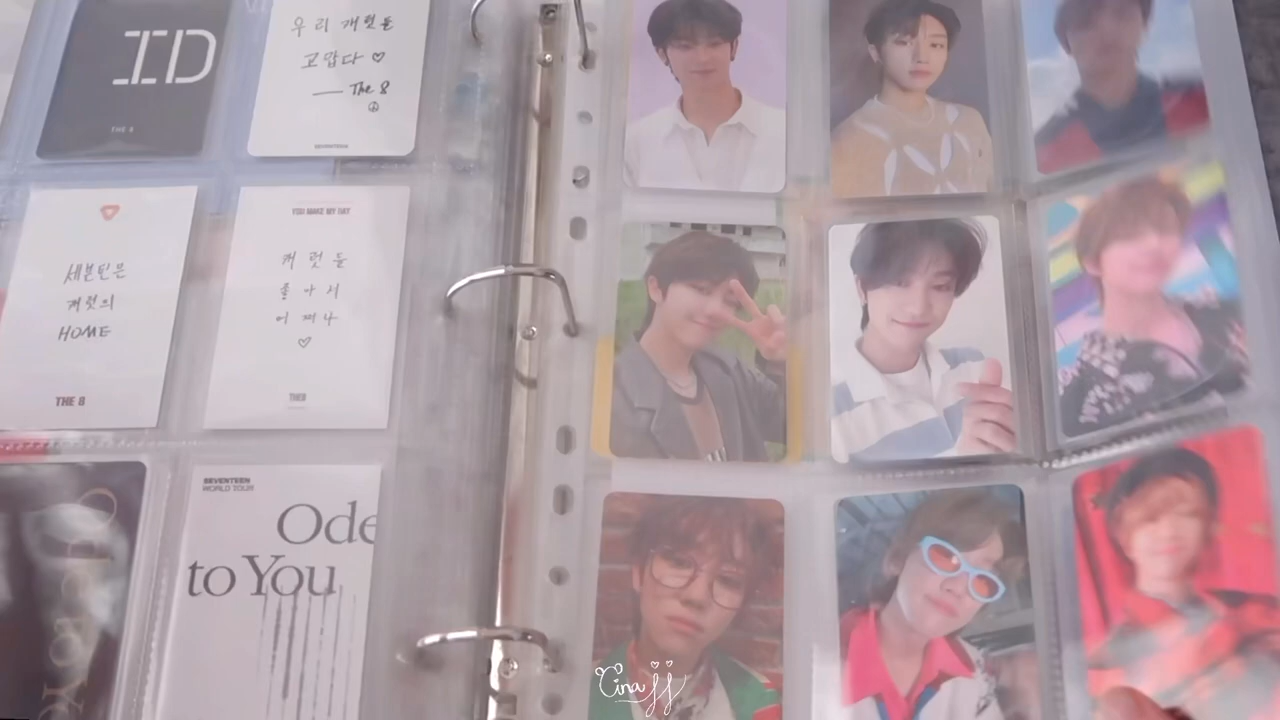 ID
THE 8
우리 캐럿들
고맙다 ♡
— The 8
SEVENTEEN
세븐틴은
캐럿의
HOME
THE 8
YOU MAKE MY DAY
캐럿들
좋아서
어쩌나
♡
THE8
SEVENTEEN
WORLD TOUR
Ode
to You
Cina jj